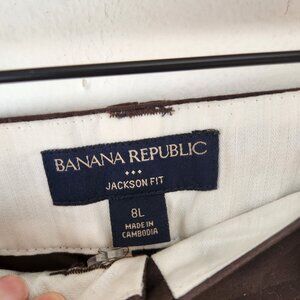 BANANA REPUBLIC
JACKSON FIT
8L
MADE IN
CAMBODIA